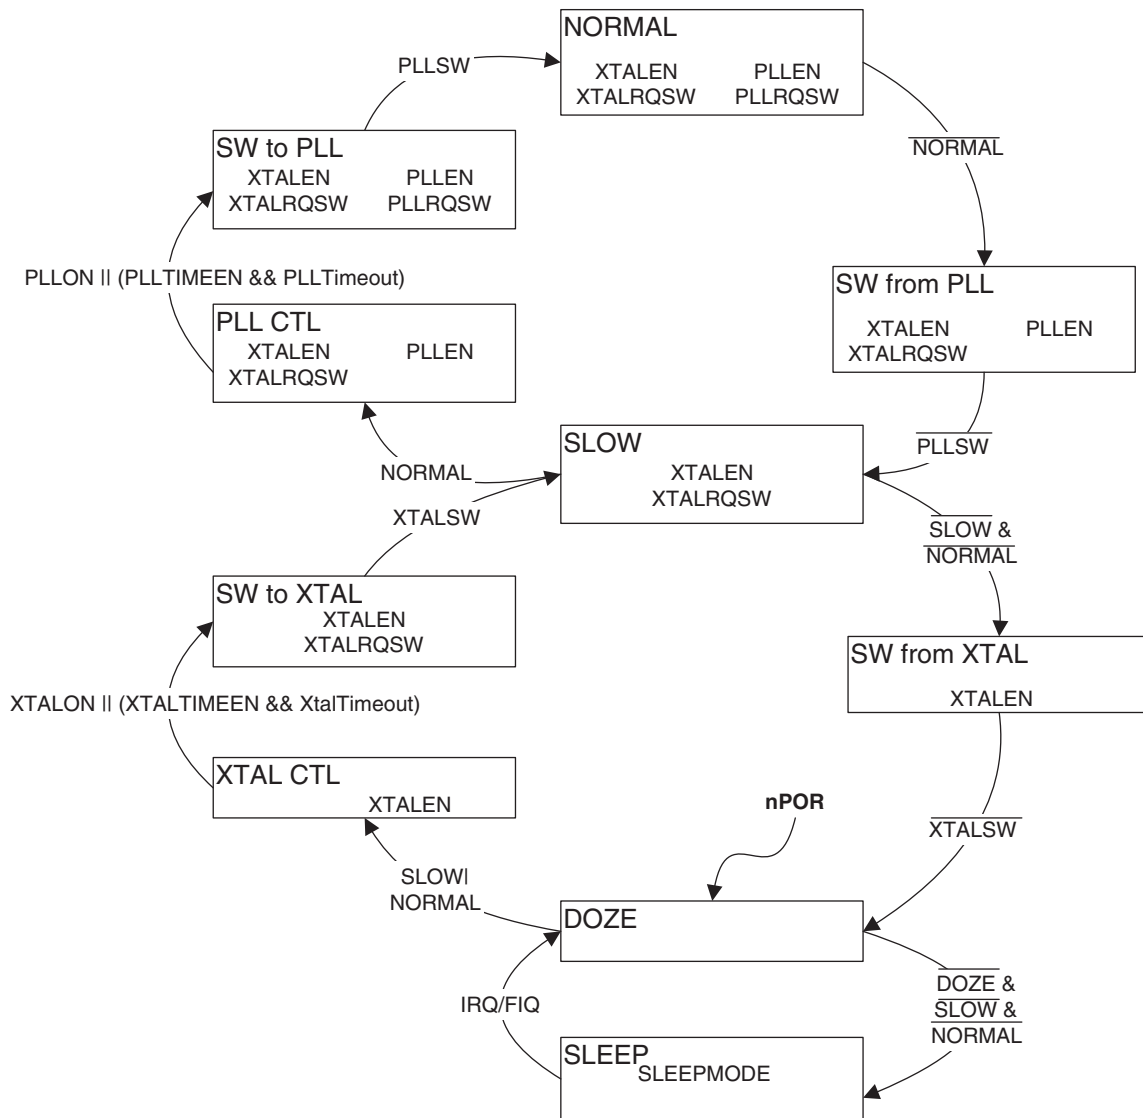 NORMAL
XTALEN PLLEN
XTALRQSW PLLRQSW
PLLSW
NORMAL
SW to PLL
XTALEN PLLEN
XTALRQSW PLLRQSW
PLLON || (PLLTIMEEN && PLLTimeout)
SW from PLL
XTALEN PLLEN
XTALRQSW
PLL CTL
XTALEN PLLEN
XTALRQSW
PLLSW
SLOW
XTALEN
XTALRQSW
NORMAL
XTALSW
SLOW &
NORMAL
SW to XTAL
XTALEN
XTALRQSW
SW from XTAL
XTALEN
XTALON || (XTALTIMEEN && XtalTimeout)
XTAL CTL
XTALEN
nPOR
XTALSW
SLOW|
NORMAL
DOZE
DOZE &
SLOW &
NORMAL
IRQ/FIQ
SLEEP
SLEEPMODE